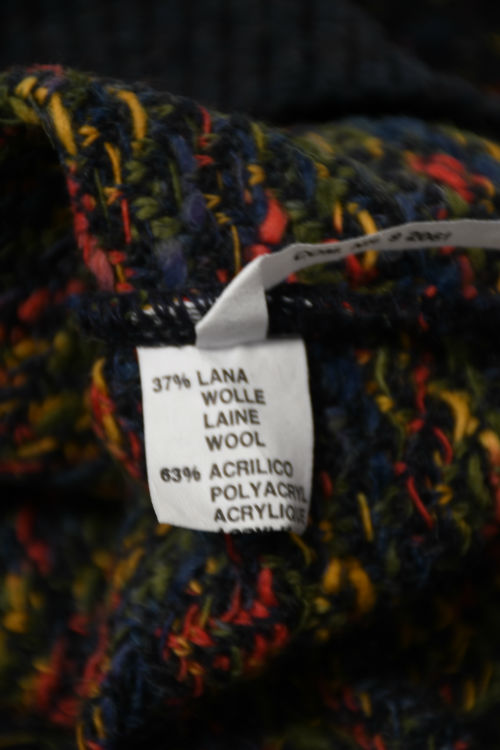 37% LANA
WOLLE
LAINE
WOOL
63% ACRILICO
POLYACRYL
ACRYLIQUE